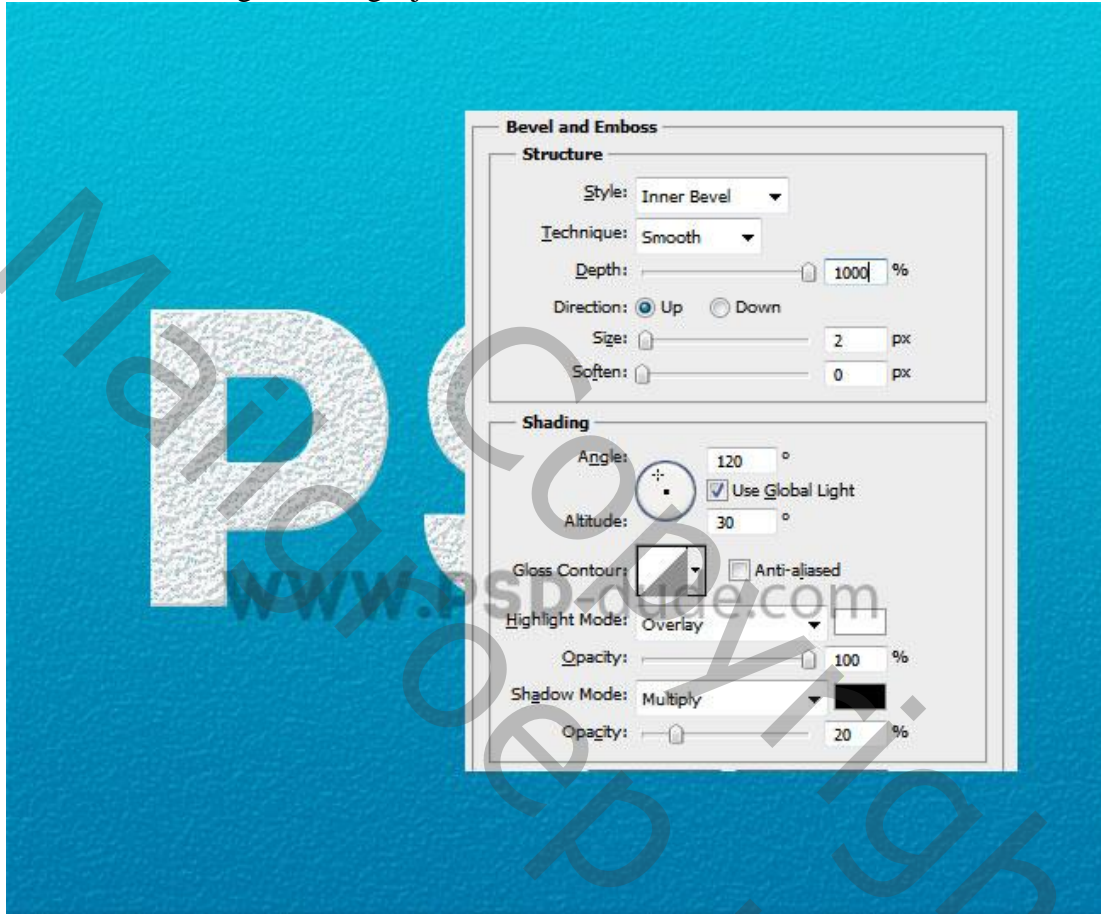 Bevel and Emboss
Structure
Style: Inner Bevel
Technique: Smooth
Depth: 1000 %
Direction: Up Down
Size: 2 px
Soften: 0 px
Shading
Angle: 120 °
Use Global Light
Altitude: 30 °
Gloss Contour: Anti-aliased
Highlight Mode: Overlay
Opacity: 100 %
Shadow Mode: Multiply
Opacity: 20 %
PS
www.PSD-dude.com